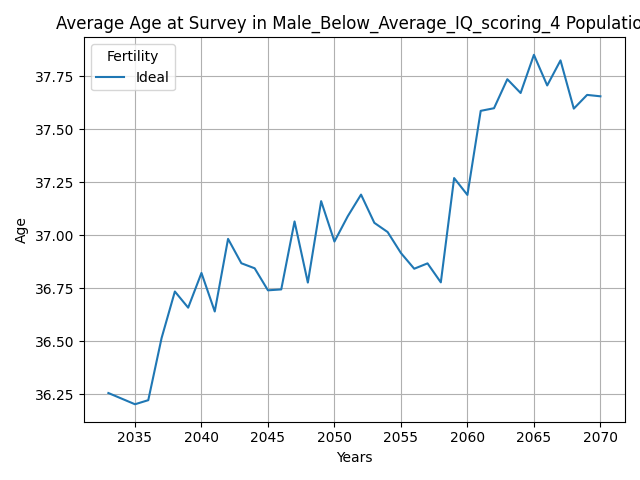 Average Age at Survey in Male_Below_Average_IQ_scoring_4 Populatio
Fertility
Ideal
37.75
37.50
37.25
37.00
36.75
36.50
36.25
Age
2035 2040 2045 2050 2055 2060 2065 2070
Years